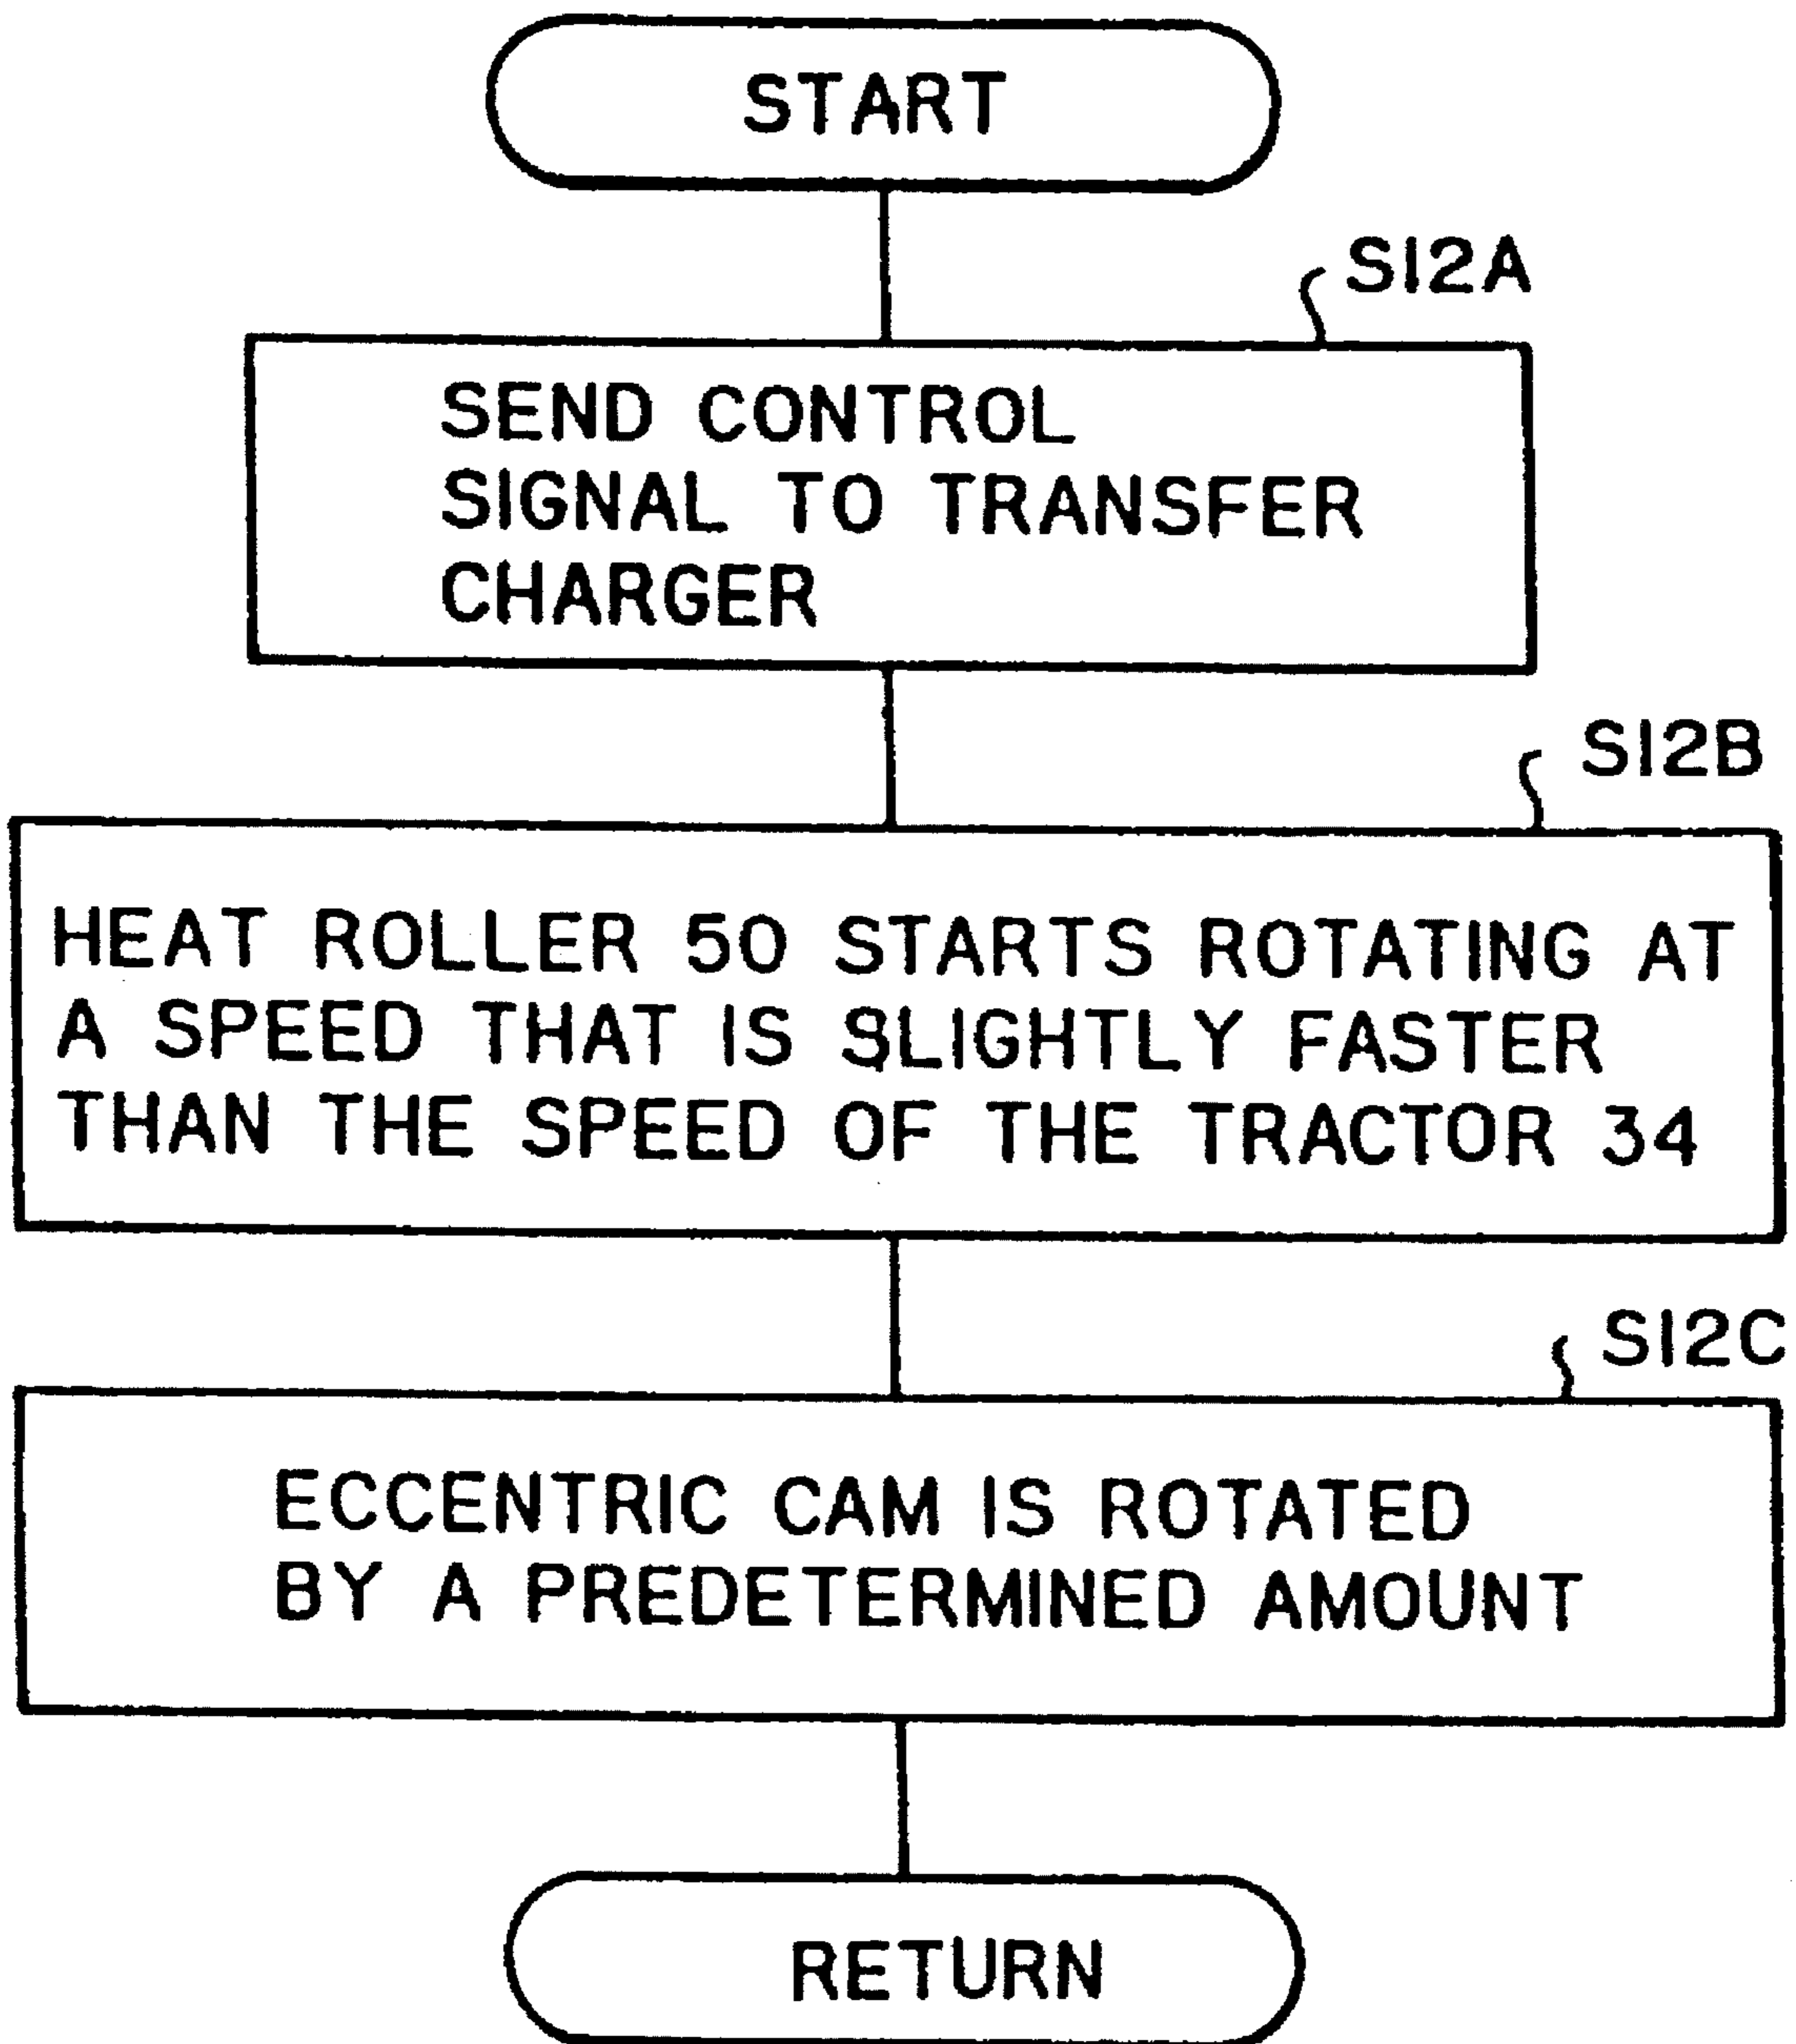 START
S12A
SEND CONTROL
SIGNAL TO TRANSFER
CHARGER
S12B
HEAT ROLLER 50 STARTS ROTATING AT
A SPEED THAT IS SLIGHTLY FASTER
THAN THE SPEED OF THE TRACTOR 34
S12C
ECCENTRIC CAM IS ROTATED
BY A PREDETERMINED AMOUNT
RETURN